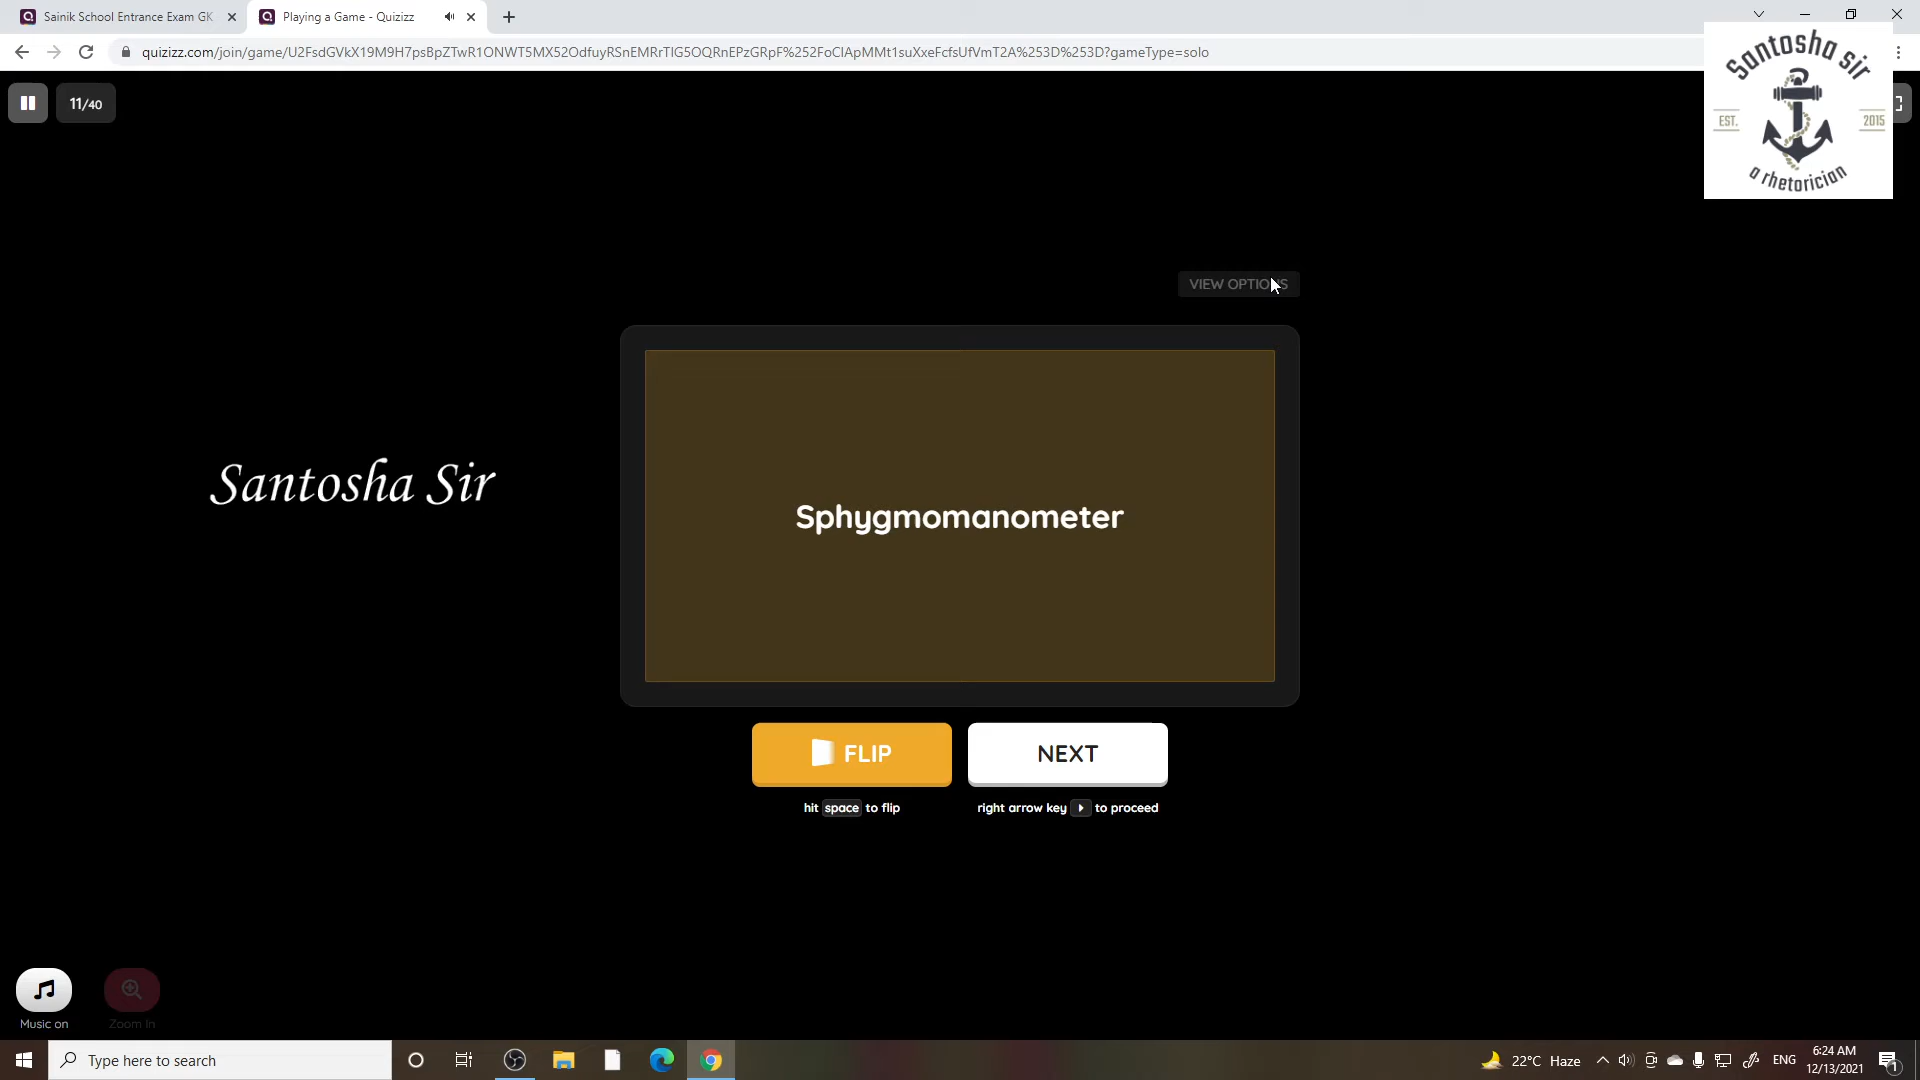 Sainik School Entrance Exam GK
Playing a Game - Quizizz
quizizz.com/join/game/U2FsdGVkX19M9H7psBpZTwR1ONWT5MX52OdfuyRSnEMRrTlG5OQRnEPzGRpF%252FoClApMMt1suXxeFcfsUfVmT2A%253D%253D?gameType=solo
Santosha sir
EST. 2015
a rhetorician
11/40
VIEW OPTIONS
Santosha Sir
Sphygmomanometer
FLIP
NEXT
hit space to flip
right arrow key to proceed
Music on
Zoom In
Type here to search
22°C Haze
ENG
6:24 AM
12/13/2021
1